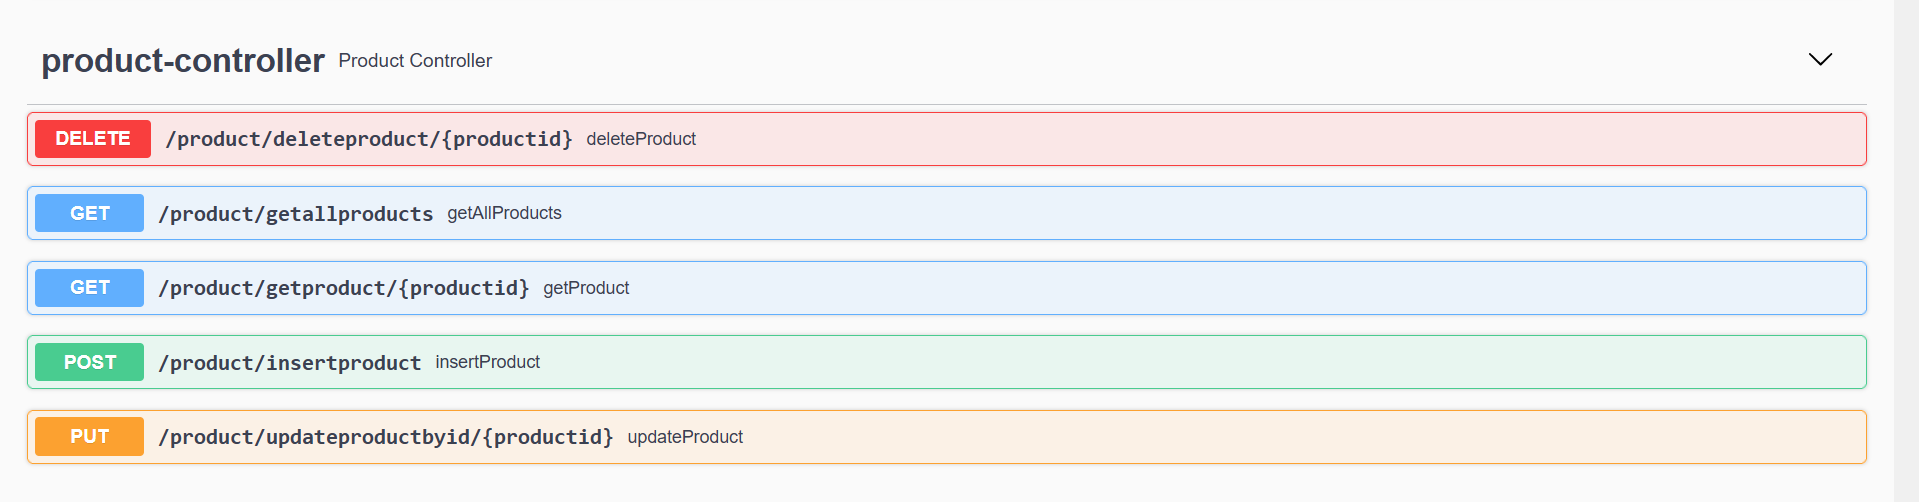 product-controller Product Controller
DELETE /product/deleteproduct/{productid} deleteProduct
GET /product/getallproducts getAllProducts
GET /product/getproduct/{productid} getProduct
POST /product/insertproduct insertProduct
PUT /product/updateproductbyid/{productid} updateProduct